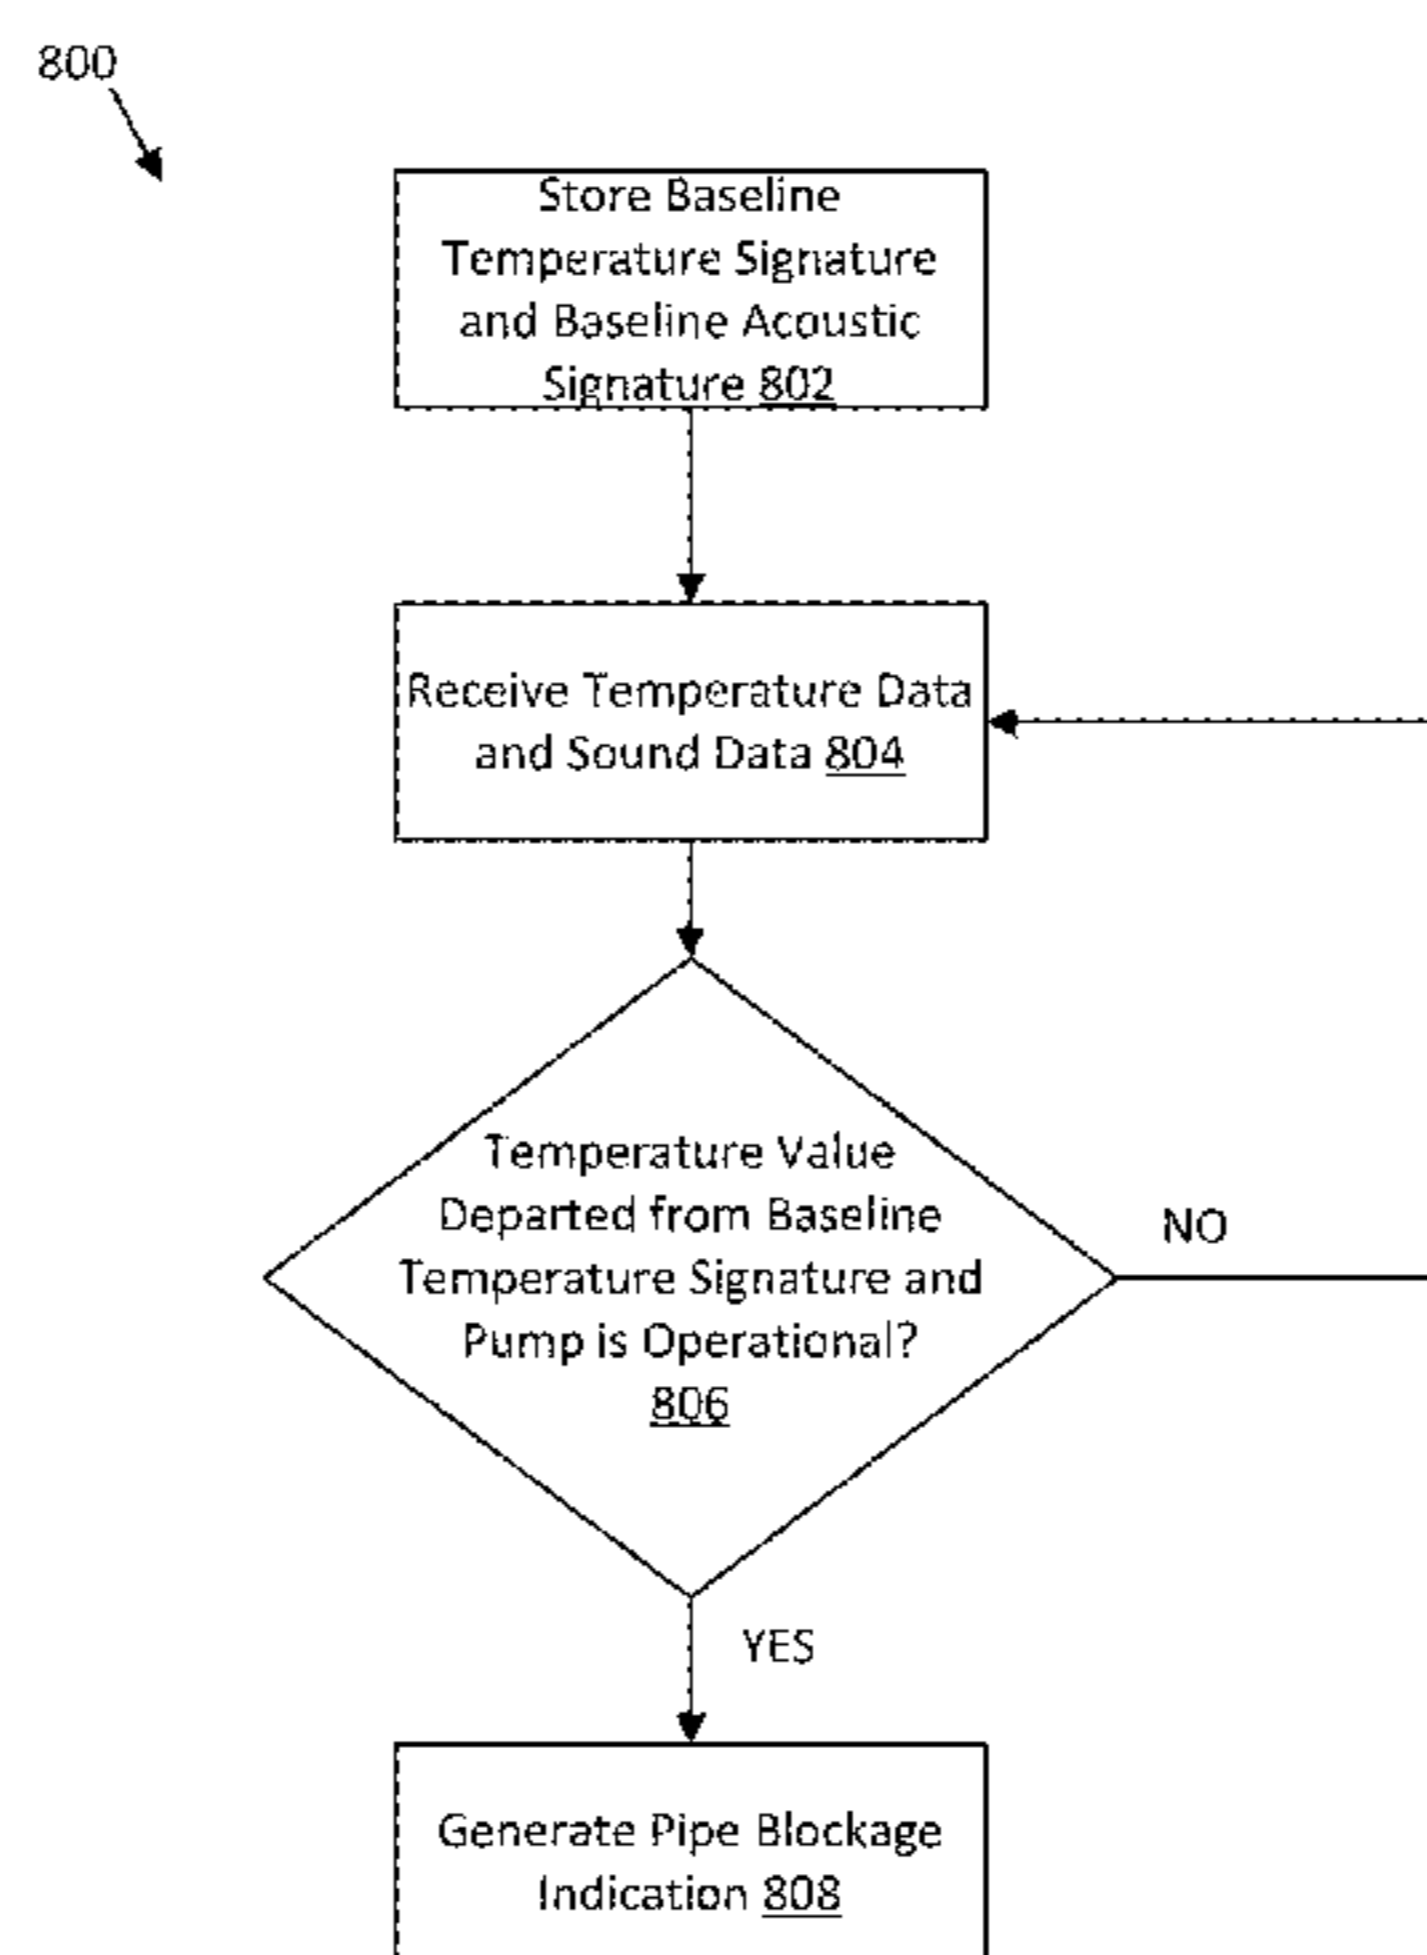 800
Store Baseline
Temperature Signature
and Baseline Acoustic
Signature 802
Receive Temperature Data
and Sound Data 804
Temperature Value
Departed from Baseline
Temperature Signature and
Pump is Operational?
806
NO
YES
Generate Pipe Blockage
Indication 808